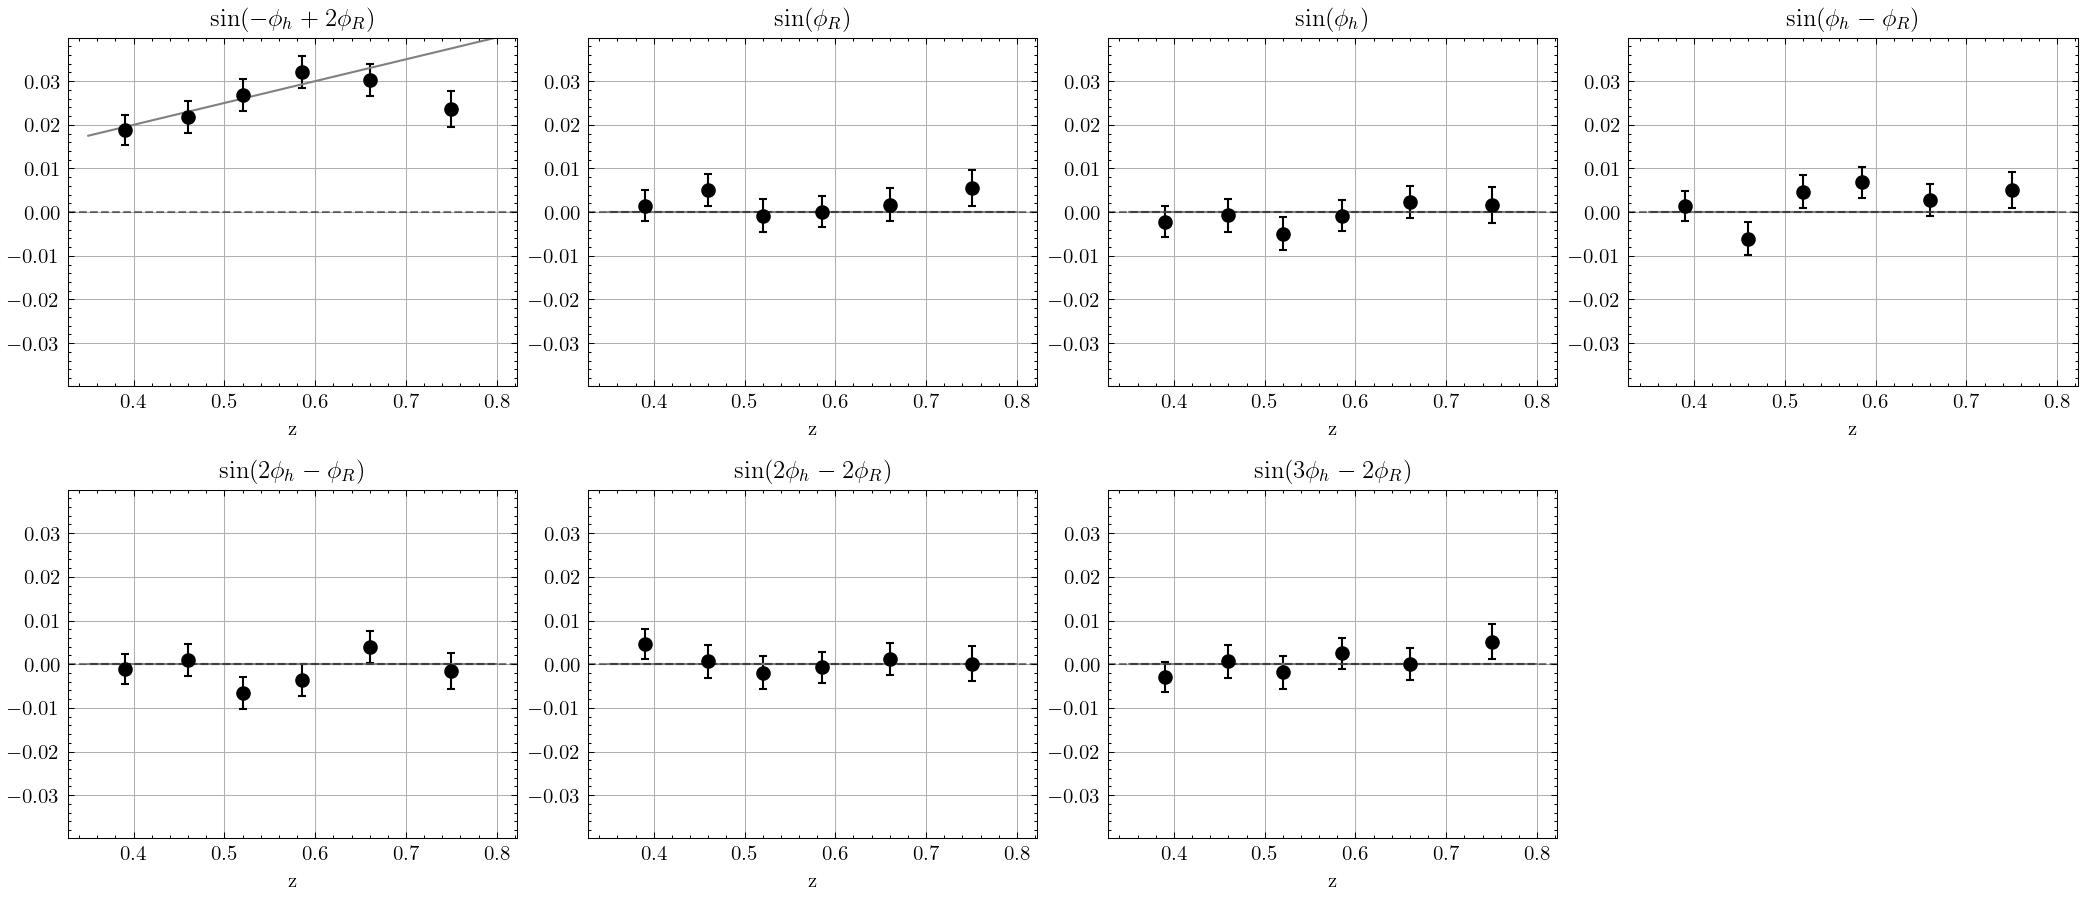 sin(−ϕ_h + 2ϕ_R) sin(ϕ_R) sin(ϕ_h) sin(ϕ_h − ϕ_R)
0.03 0.03 0.03 0.03
0.02 0.02 0.02 0.02
0.01 0.01 0.01 0.01
0.00 0.00 0.00 0.00
−0.01 −0.01 −0.01 −0.01
−0.02 −0.02 −0.02 −0.02
−0.03 −0.03 −0.03 −0.03
0.4 0.5 0.6 0.7 0.8 0.4 0.5 0.6 0.7 0.8 0.4 0.5 0.6 0.7 0.8 0.4 0.5 0.6 0.7 0.8
z z z z
sin(2ϕ_h − ϕ_R) sin(2ϕ_h − 2ϕ_R) sin(3ϕ_h − 2ϕ_R)
0.03 0.03 0.03
0.02 0.02 0.02
0.01 0.01 0.01
0.00 0.00 0.00
−0.01 −0.01 −0.01
−0.02 −0.02 −0.02
−0.03 −0.03 −0.03
0.4 0.5 0.6 0.7 0.8 0.4 0.5 0.6 0.7 0.8 0.4 0.5 0.6 0.7 0.8
z z z